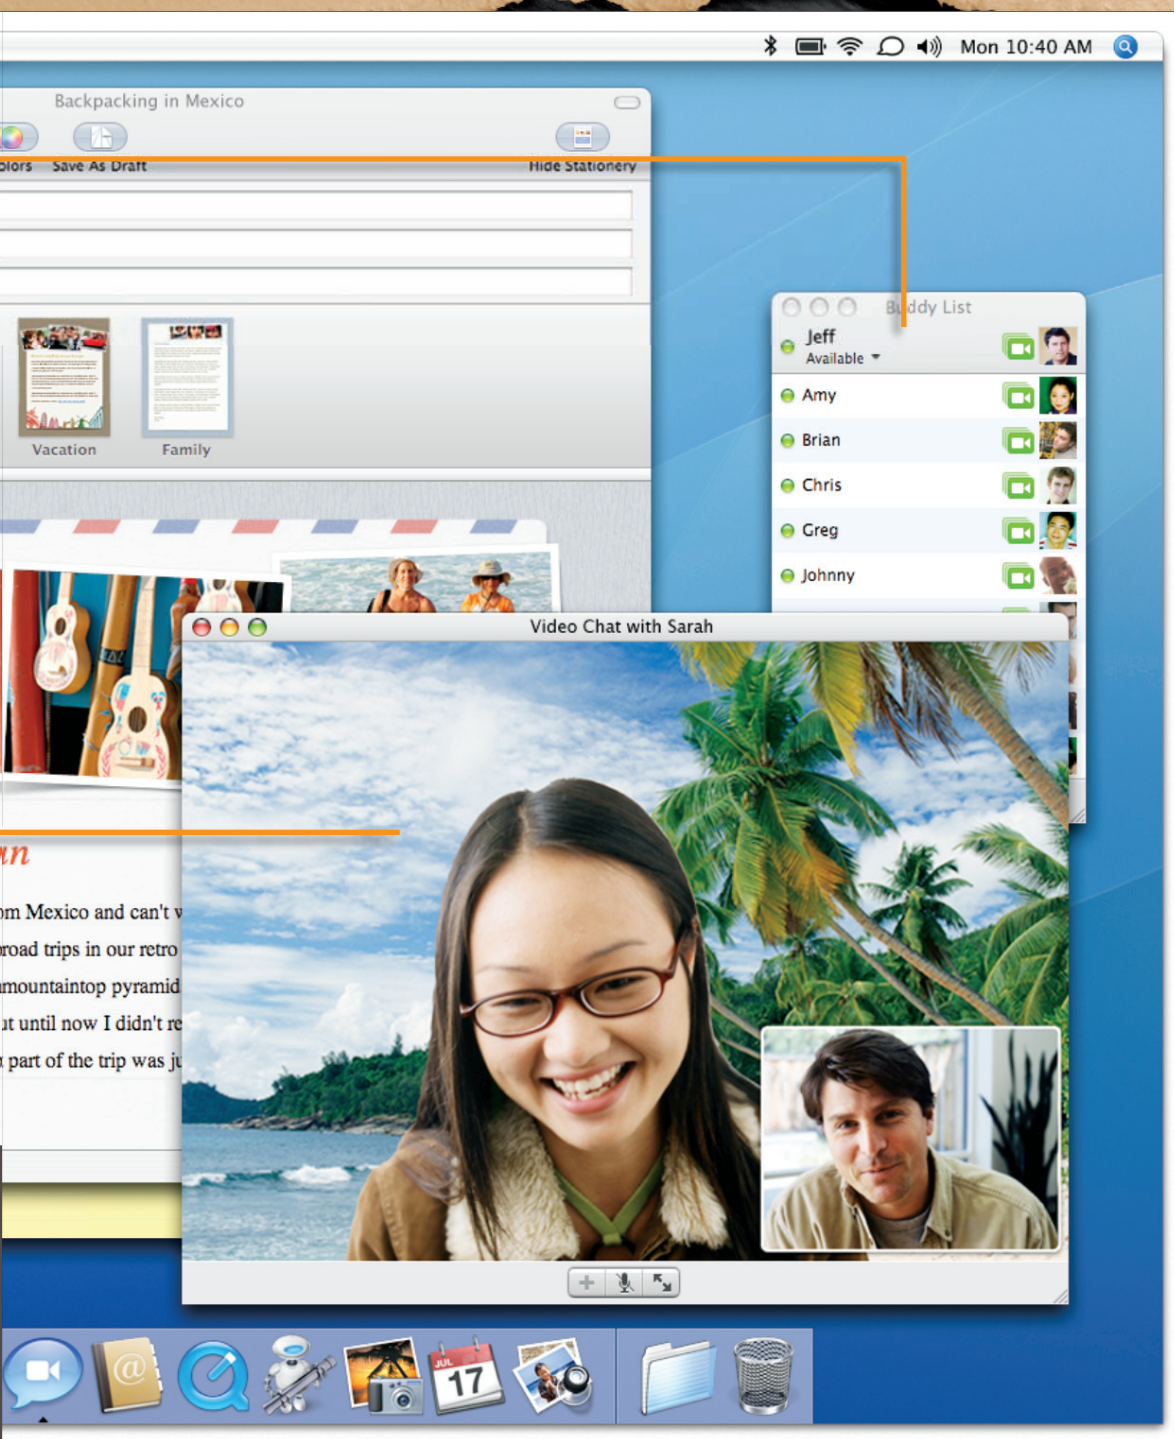 Mon 10:40 AM
Backpacking in Mexico
olors Save As Draft Hide Stationery
Buddy List
Jeff
Available
Amy
Brian
Chris
Greg
Johnny
Vacation Family
Video Chat with Sarah
an
om Mexico and can't
road trips in our retro
mountaintop pyramid
ut until now I didn't re
part of the trip was ju
@
JUL
17